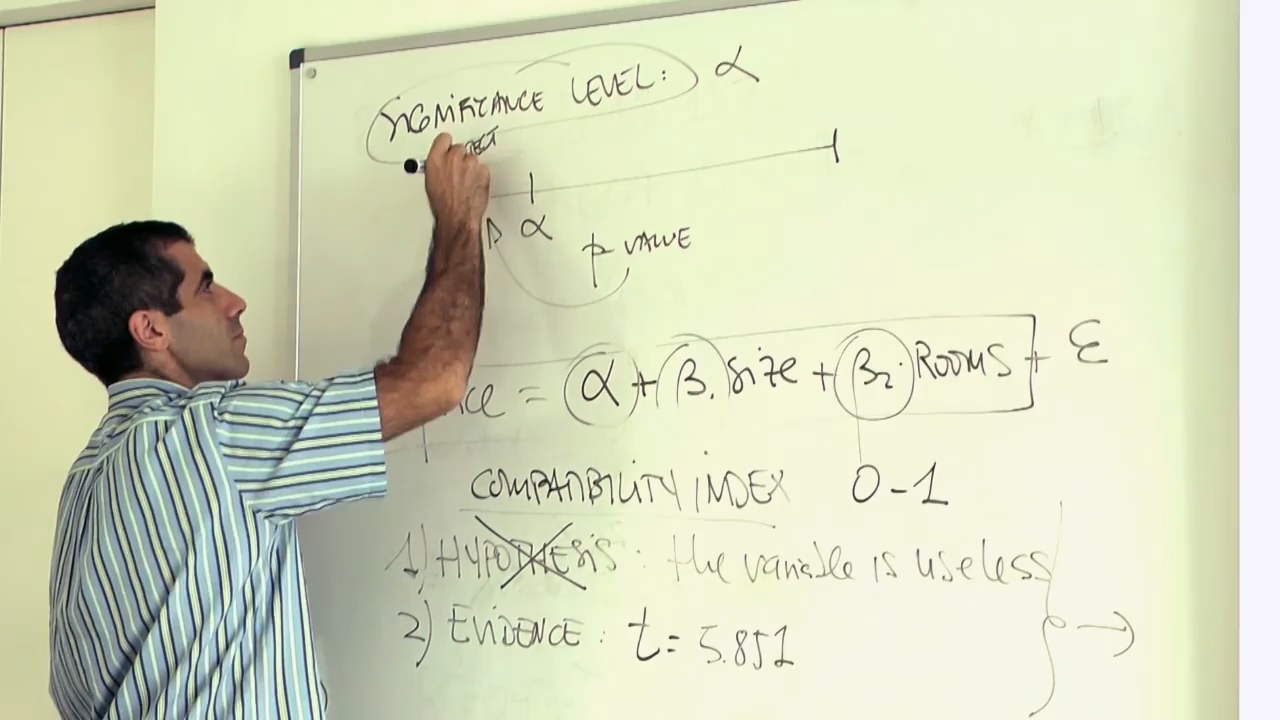 SIGNIFICANCE LEVEL: α
α
p VALUE
= α + β1 size + β2 · ROOMS + ε
COMPATIBILITY INDEX 0-1
1) HYPOTHESIS: the variable is useless
2) EVIDENCE: t = 5.851